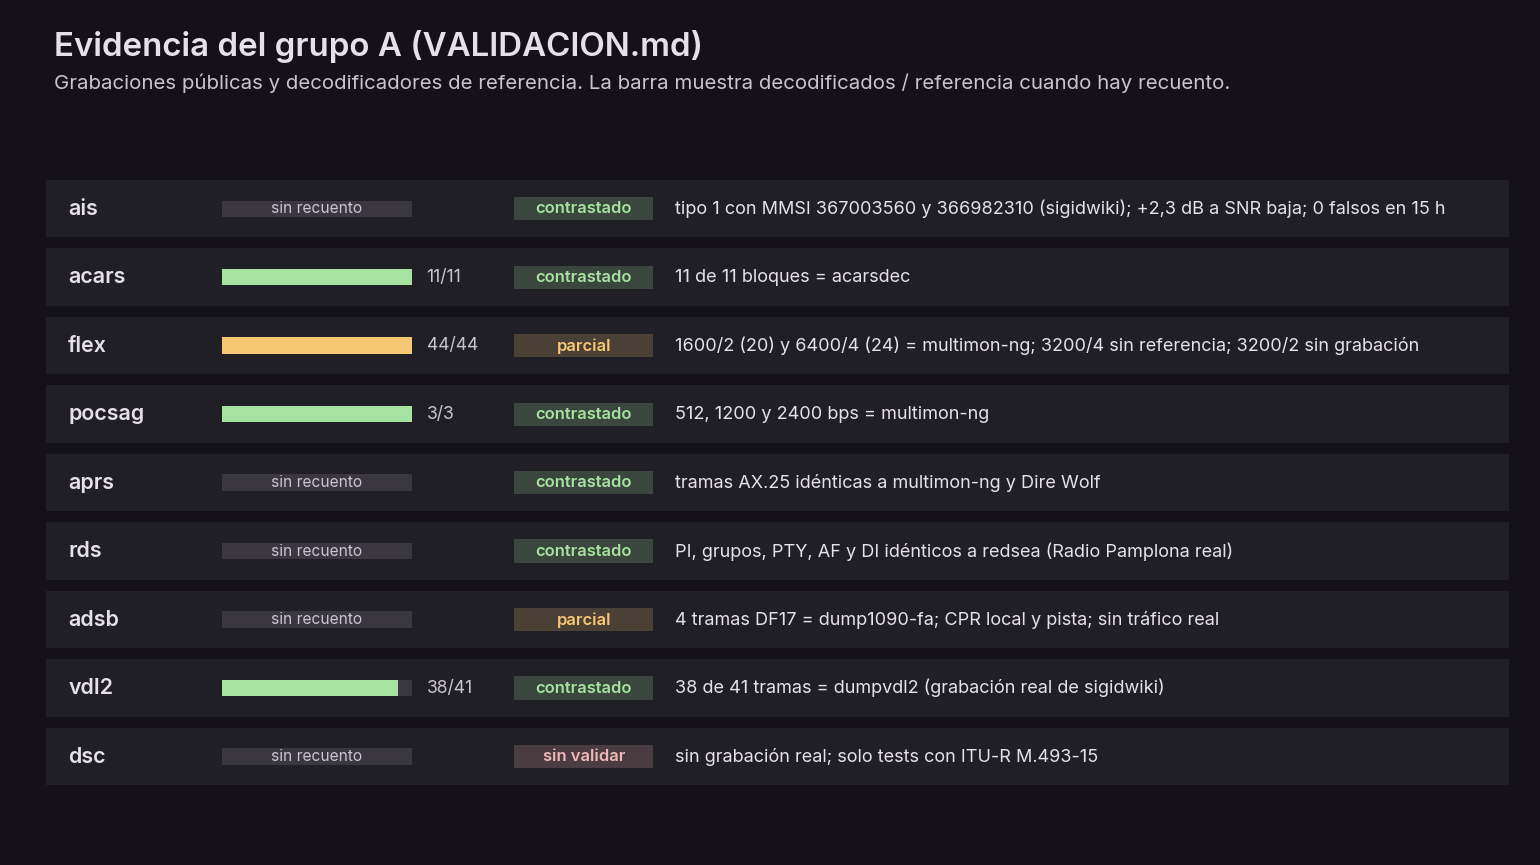 Evidencia del grupo A (VALIDACION.md)
Grabaciones públicas y decodificadores de referencia. La barra muestra decodificados / referencia cuando hay recuento.
ais sin recuento contrastado tipo 1 con MMSI 367003560 y 366982310 (sigidwiki); +2,3 dB a SNR baja; 0 falsos en 15 h
acars 11/11 contrastado 11 de 11 bloques = acarsdec
flex 44/44 parcial 1600/2 (20) y 6400/4 (24) = multimon-ng; 3200/4 sin referencia; 3200/2 sin grabación
pocsag 3/3 contrastado 512, 1200 y 2400 bps = multimon-ng
aprs sin recuento contrastado tramas AX.25 idénticas a multimon-ng y Dire Wolf
rds sin recuento contrastado PI, grupos, PTY, AF y DI idénticos a redsea (Radio Pamplona real)
adsb sin recuento parcial 4 tramas DF17 = dump1090-fa; CPR local y pista; sin tráfico real
vdl2 38/41 contrastado 38 de 41 tramas = dumpvdl2 (grabación real de sigidwiki)
dsc sin recuento sin validar sin grabación real; solo tests con ITU-R M.493-15